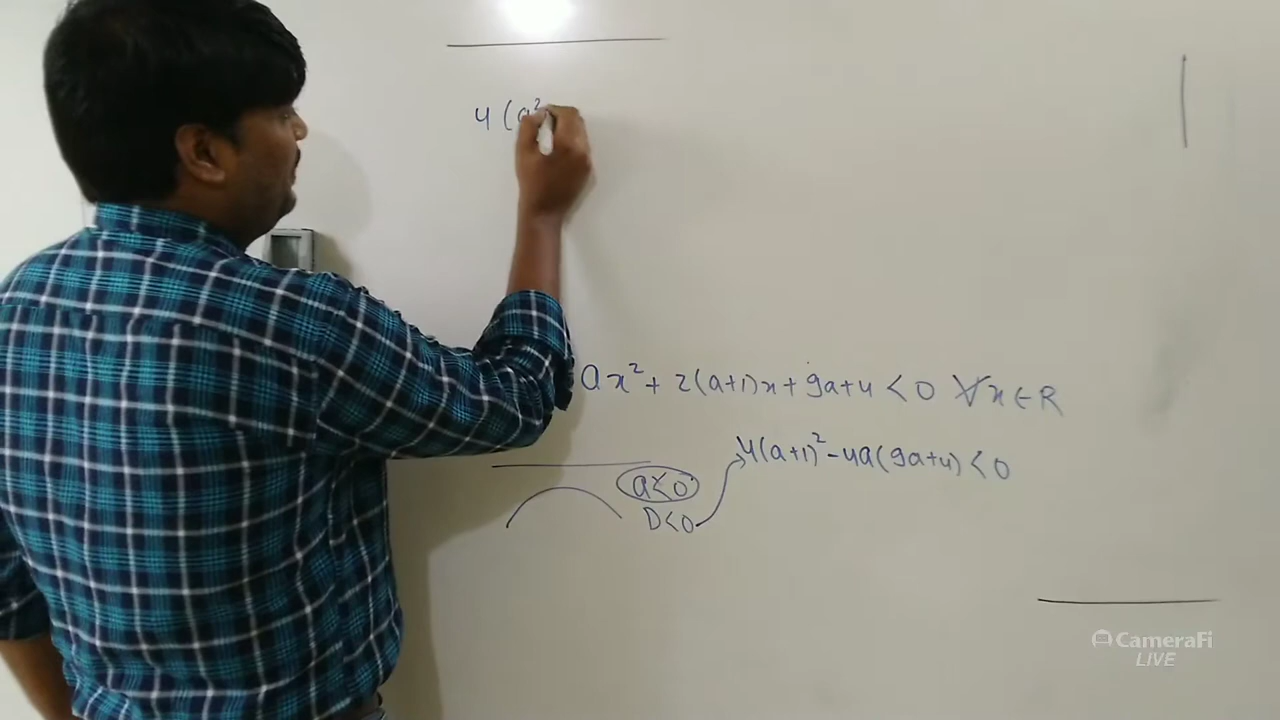 4(a²
ax² + 2(a+1)x + 9a+4 < 0 ∀ x ∈ R
4(a+1)² - 4a(9a+4) < 0
a < 0
D < 0
CameraFi
LIVE